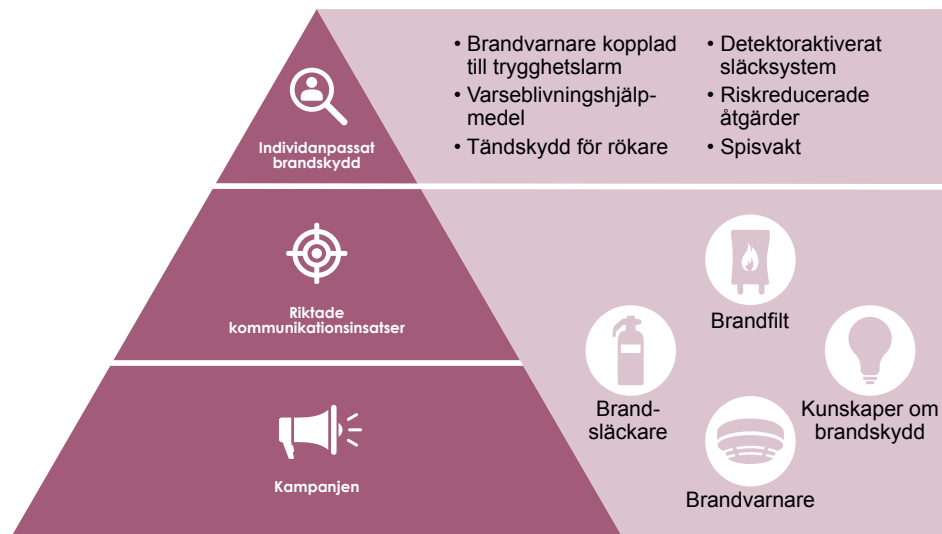 Individanpassat
brandskydd
• Brandvarnare kopplad
till trygghetslarm
• Varseblivningshjälp-
medel
• Tändskydd för rökare
• Detektoraktiverat
släcksystem
• Riskreducerade
åtgärder
• Spisvakt
Riktade
kommunikationsinsatser
Brandfilt
Brand-
släckare
Kunskaper om
brandskydd
Brandvarnare
Kampanjen